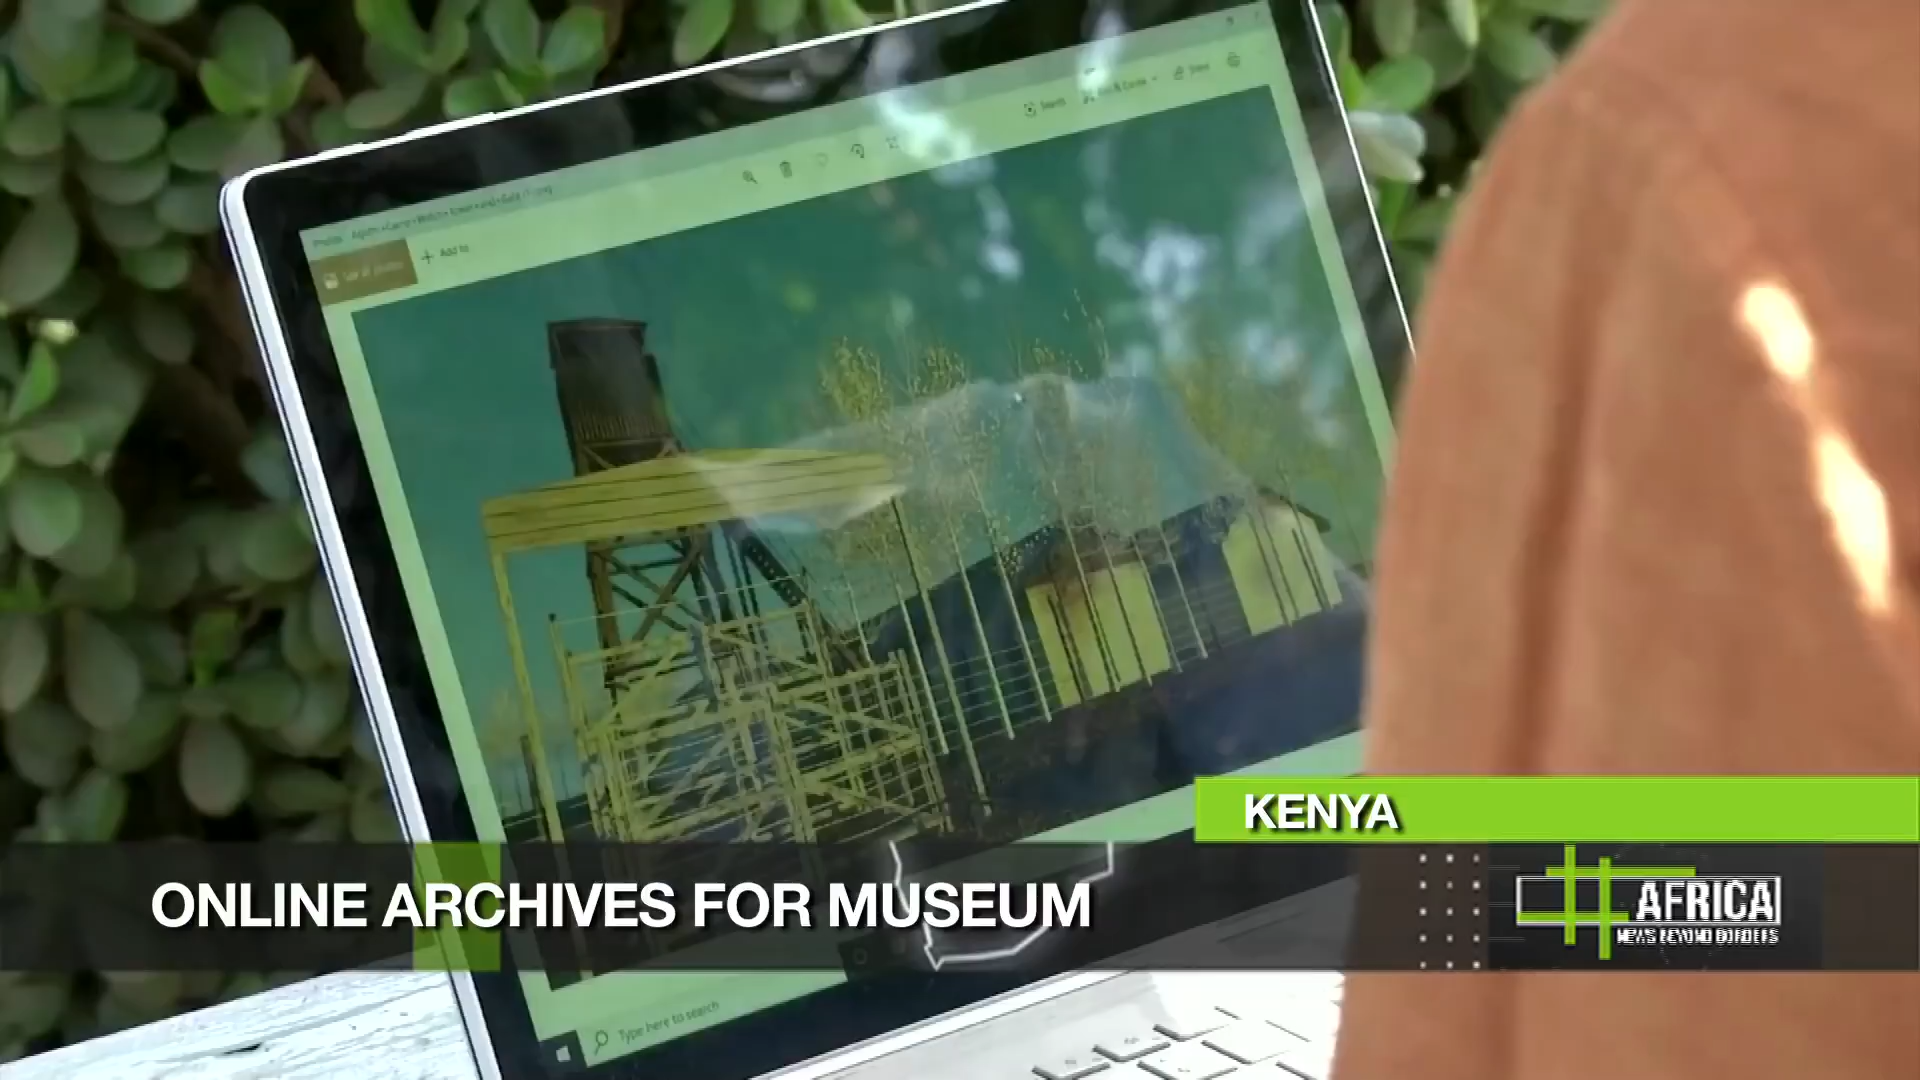 Add to
KENYA
ONLINE ARCHIVES FOR MUSEUM
AFRICA
NEWS BEYOND BORDERS
Type here to search